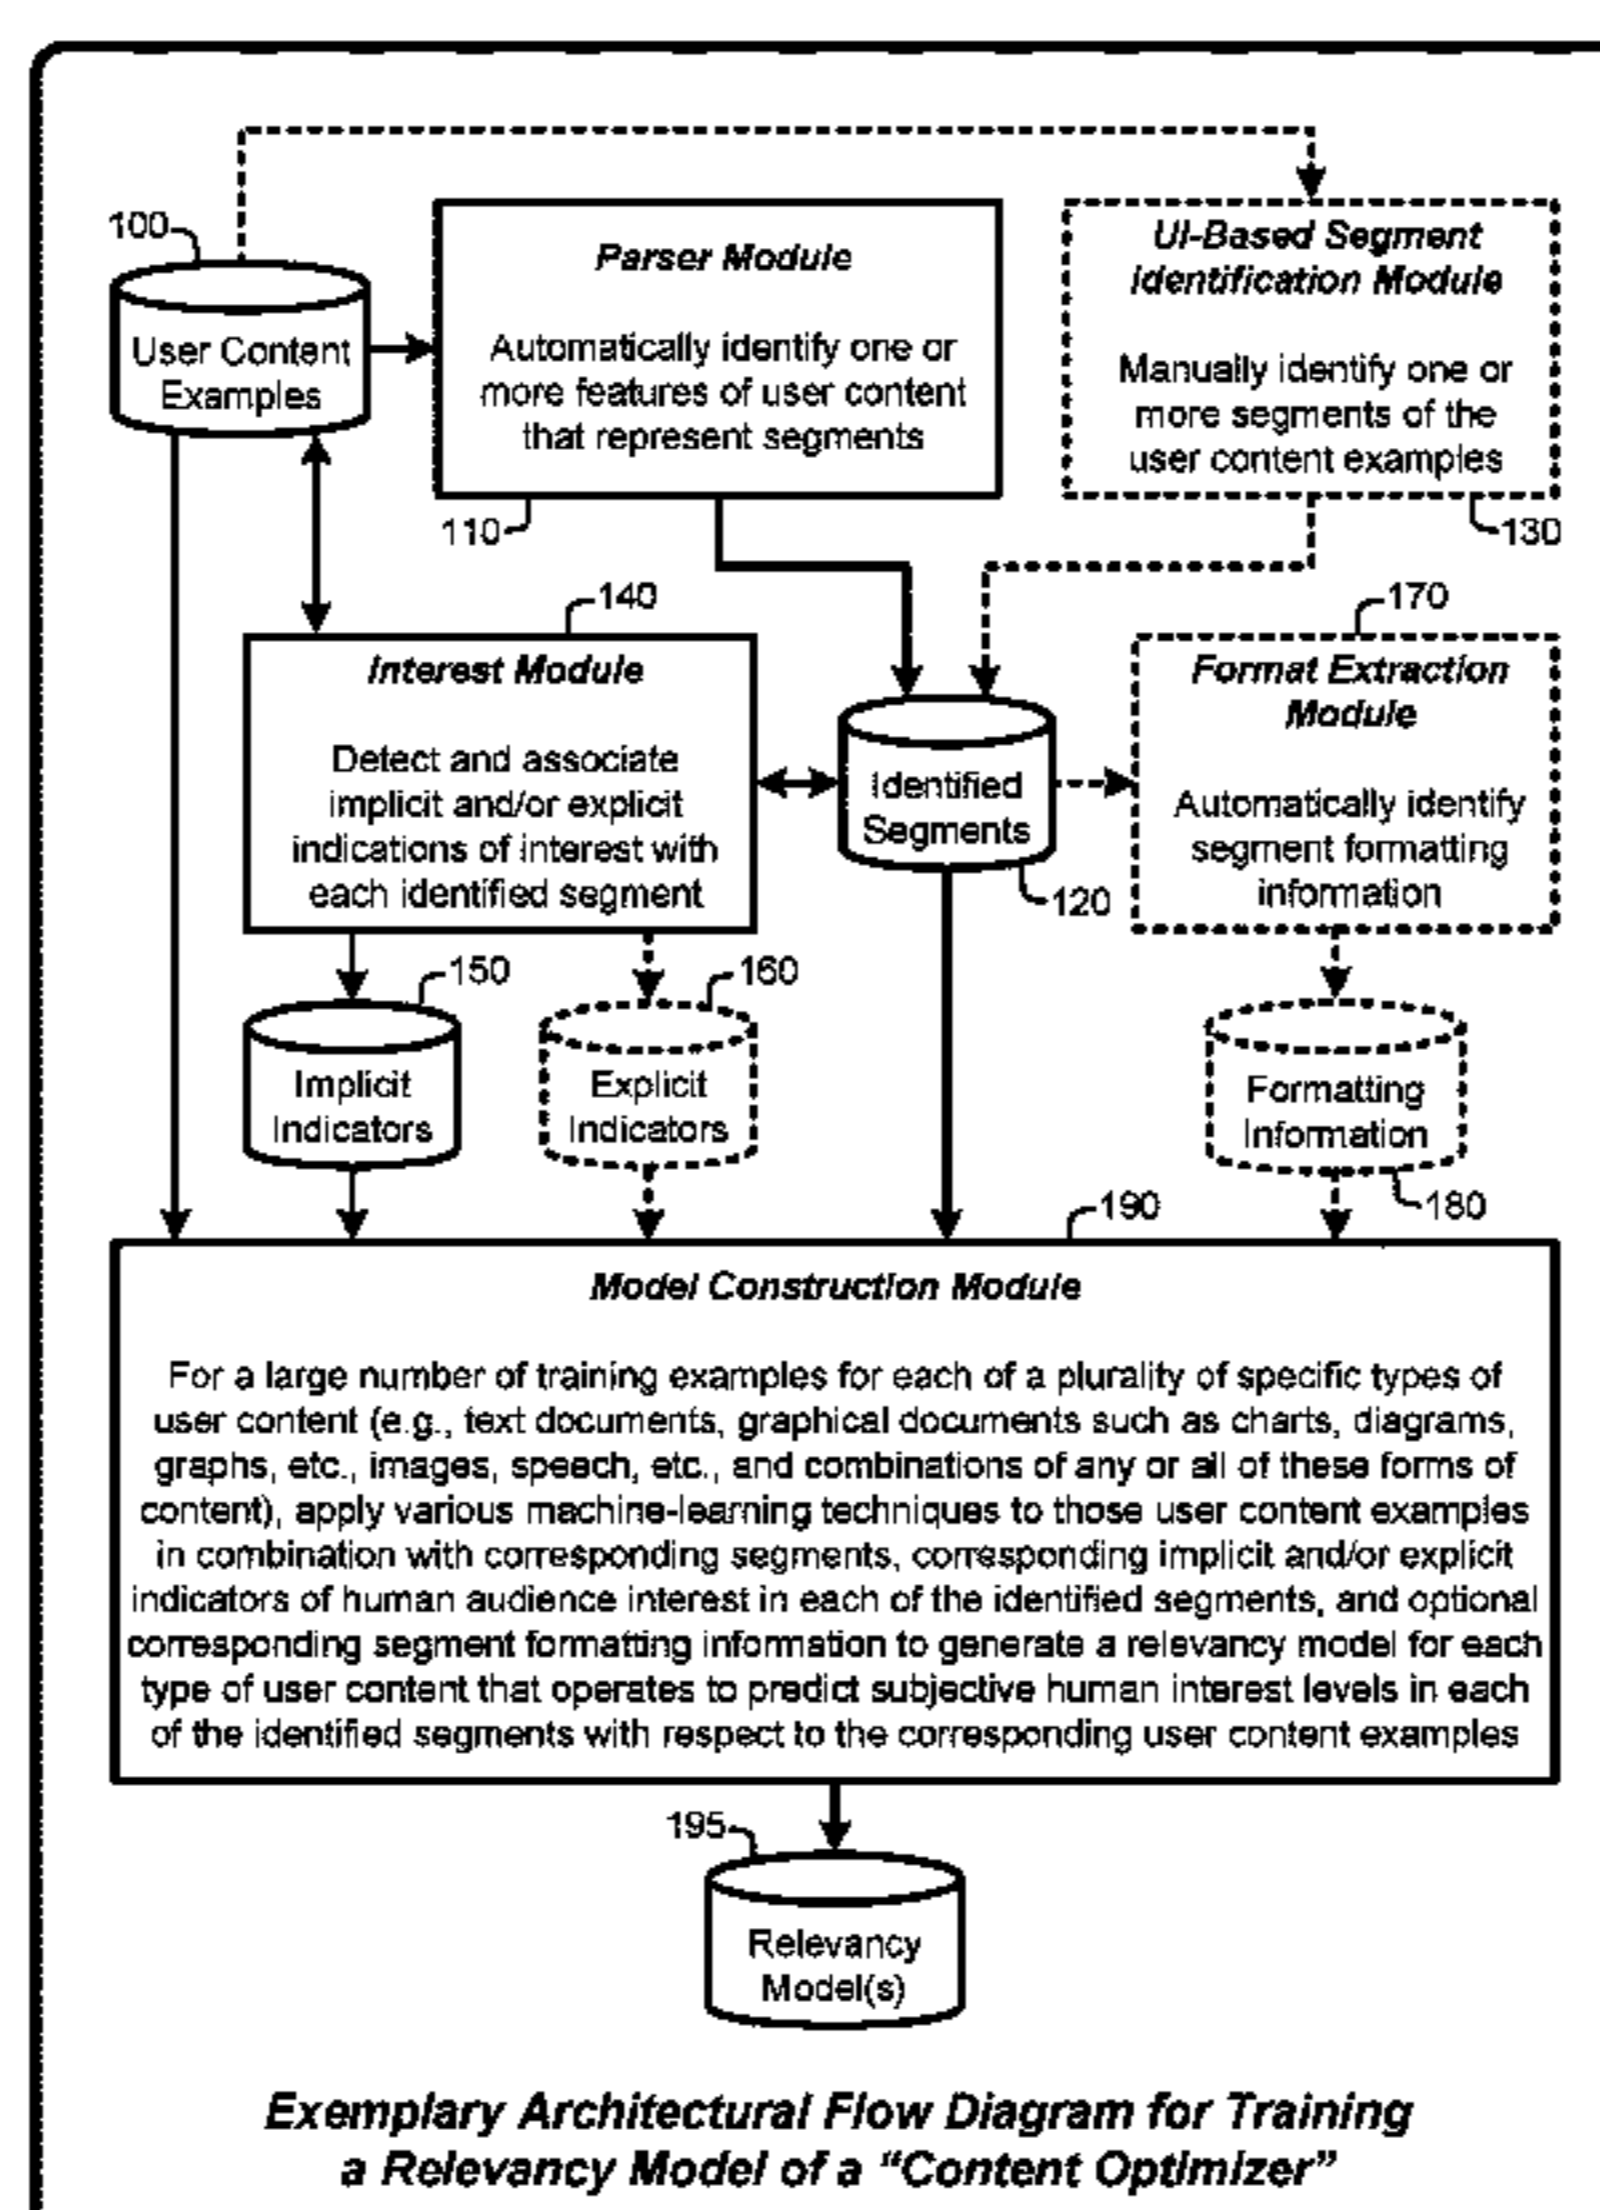 100
Parser Module
Automatically identify one or
more features of user content
that represent segments
110
UI-Based Segment
Identification Module
Manually identify one or
more segments of the
user content examples
130
User Content
Examples
140
Interest Module
Detect and associate
implicit and/or explicit
indications of interest with
each identified segment
Identified
Segments
120
170
Format Extraction
Module
Automatically identify
segment formatting
information
150
Implicit
Indicators
160
Explicit
Indicators
Formatting
Information
180
190
Model Construction Module
For a large number of training examples for each of a plurality of specific types of
user content (e.g., text documents, graphical documents such as charts, diagrams,
graphs, etc., images, speech, etc., and combinations of any or all of these forms of
content), apply various machine-learning techniques to those user content examples
in combination with corresponding segments, corresponding implicit and/or explicit
indicators of human audience interest in each of the identified segments, and optional
corresponding segment formatting information to generate a relevancy model for each
type of user content that operates to predict subjective human interest levels in each
of the identified segments with respect to the corresponding user content examples
195
Relevancy
Model(s)
Exemplary Architectural Flow Diagram for Training
a Relevancy Model of a “Content Optimizer”